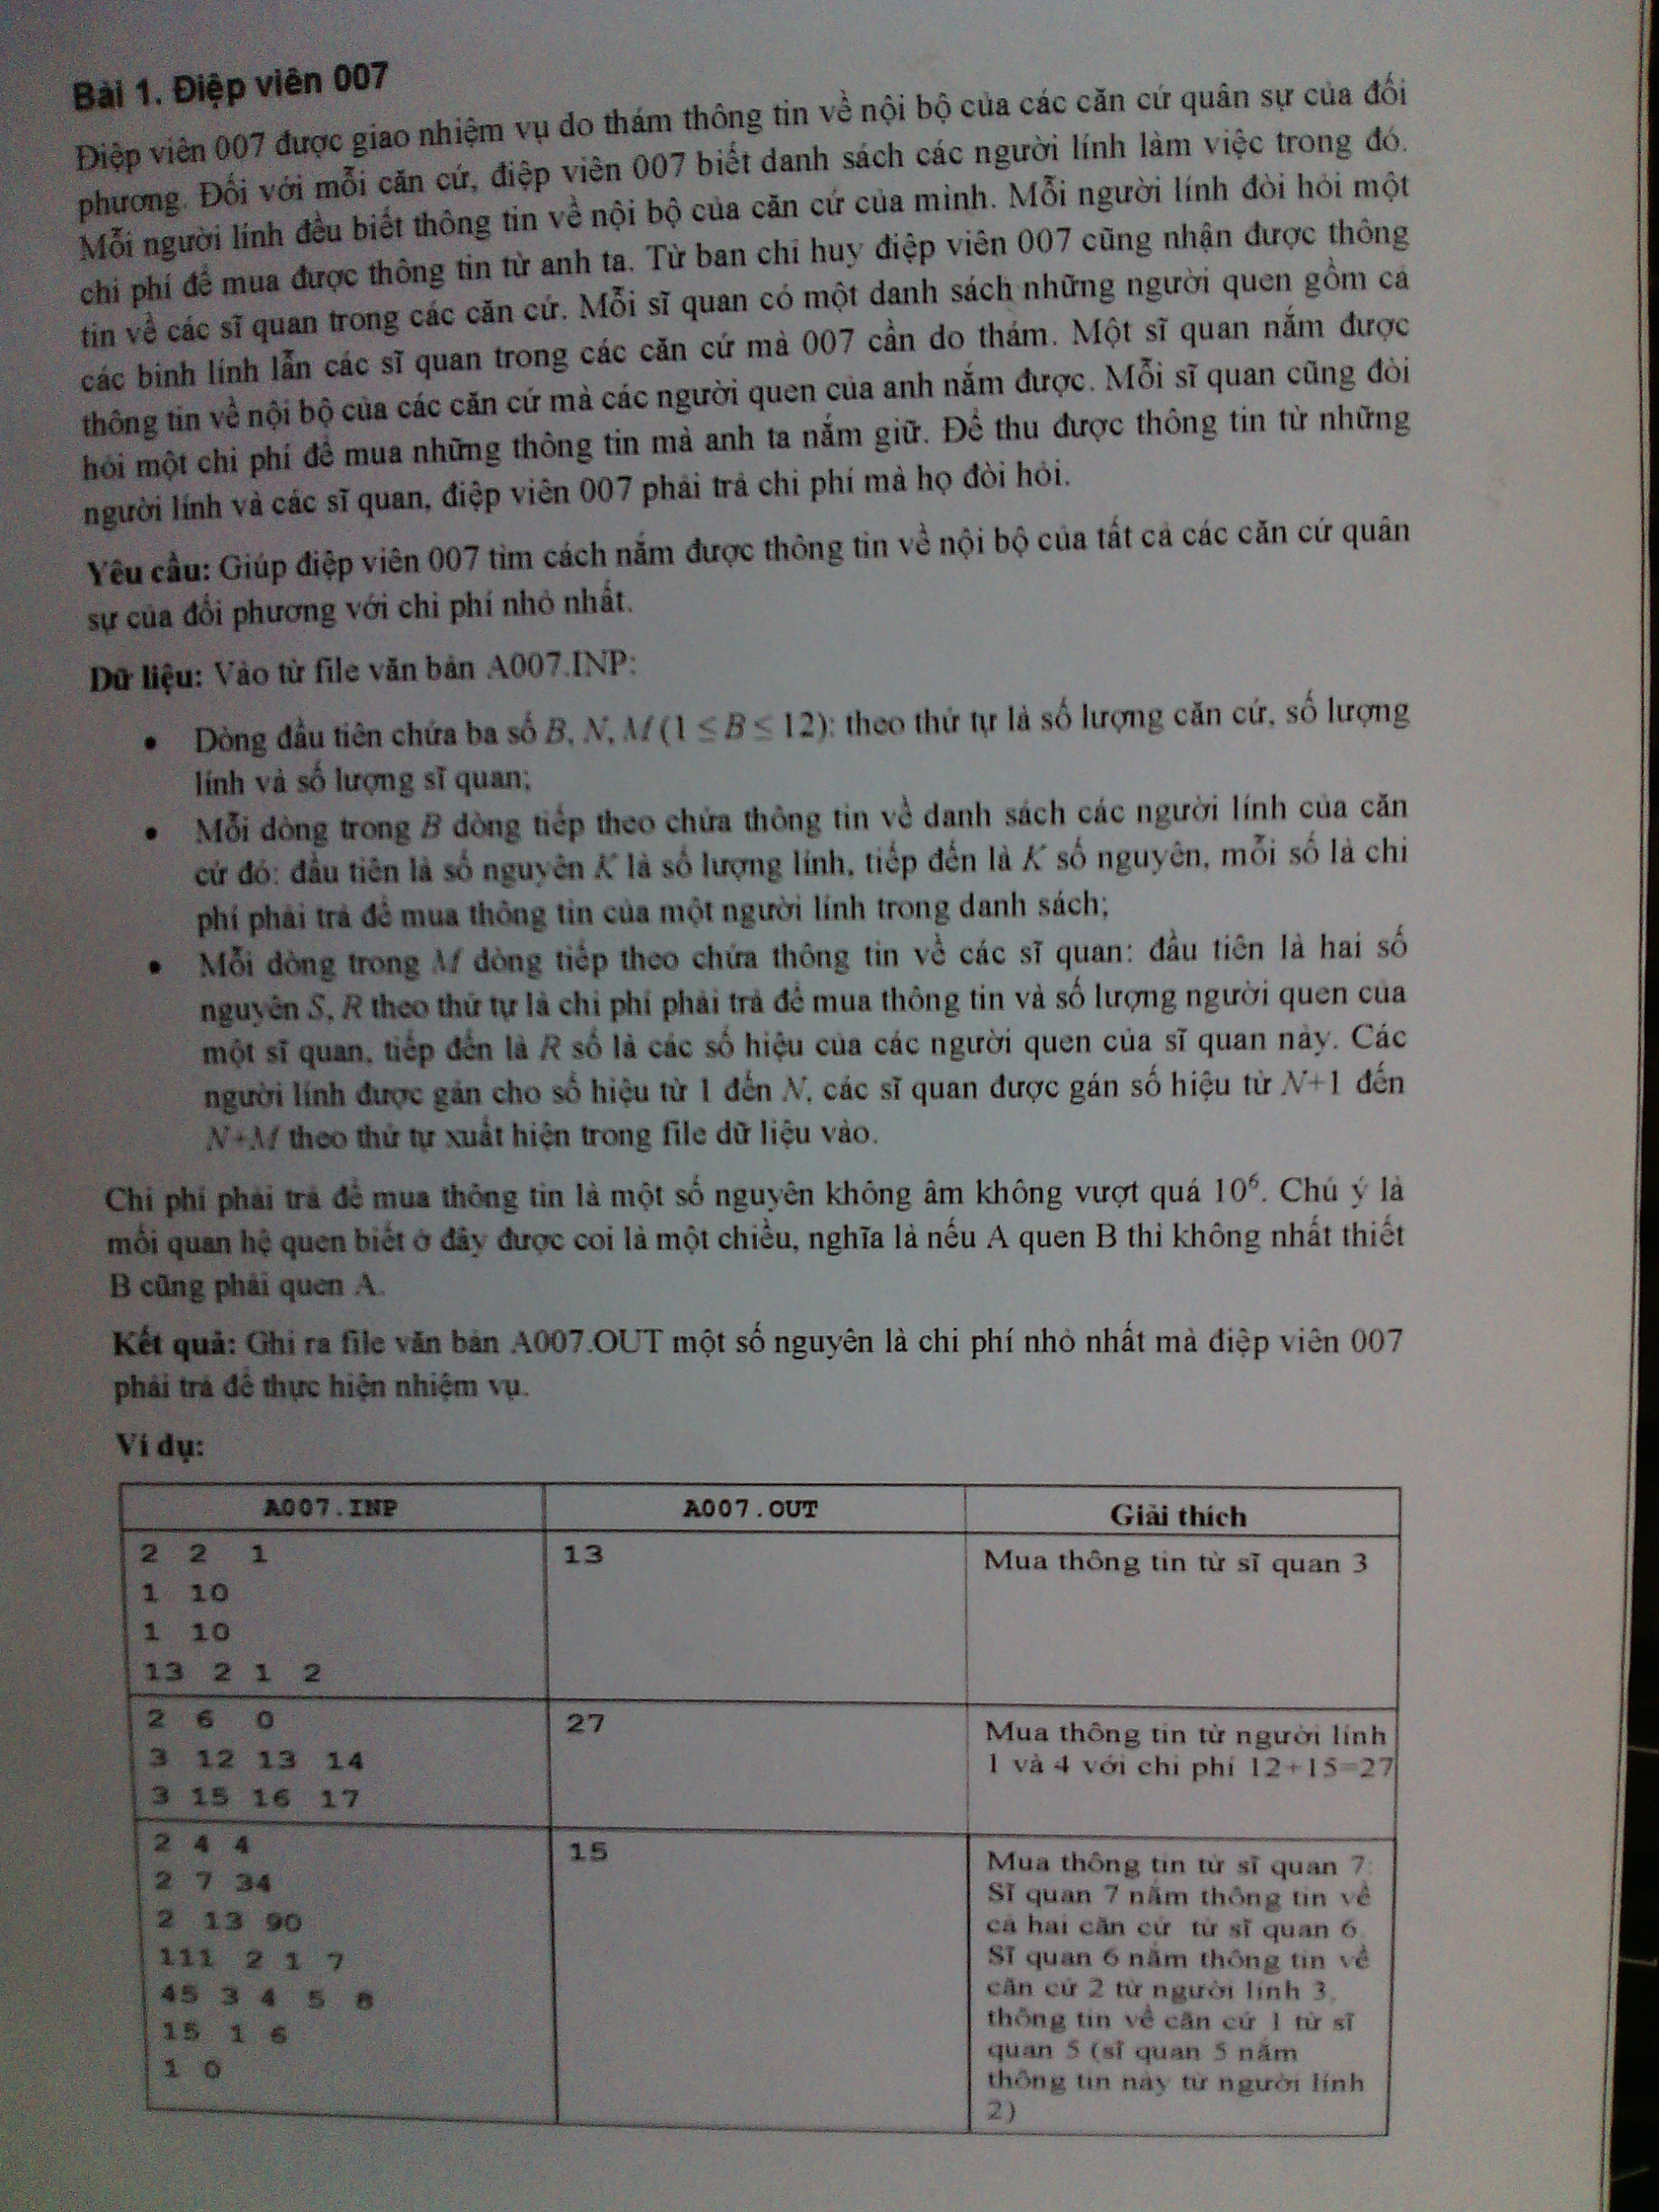 Bài 1. Điệp viên 007
Điệp viên 007 được giao nhiệm vụ do thám thông tin về nội bộ của các căn cứ quân sự của đối
phương. Đối với mỗi căn cứ, điệp viên 007 biết danh sách các người lính làm việc trong đó.
Mỗi người lính đều biết thông tin về nội bộ của căn cứ của mình. Mỗi người lính đòi hỏi một
chi phí để mua được thông tin từ anh ta. Từ ban chỉ huy điệp viên 007 cũng nhận được thông
tin về các sĩ quan trong các căn cứ. Mỗi sĩ quan có một danh sách những người quen gồm cả
các binh lính lẫn các sĩ quan trong các căn cứ mà 007 cần do thám. Một sĩ quan nắm được
thông tin về nội bộ của các căn cứ mà các người quen của anh nắm được. Mỗi sĩ quan cũng đòi
hỏi một chi phí để mua những thông tin mà anh ta nắm giữ. Để thu được thông tin từ những
người lính và các sĩ quan, điệp viên 007 phải trả chi phí mà họ đòi hỏi.
Yêu cầu: Giúp điệp viên 007 tìm cách nắm được thông tin về nội bộ của tất cả các căn cứ quân
sự của đối phương với chi phí nhỏ nhất.
Dữ liệu: Vào từ file văn bản A007.INP:
• Dòng đầu tiên chứa ba số B, N, M (1 ≤ B ≤ 12): theo thứ tự là số lượng căn cứ, số lượng
lính và số lượng sĩ quan;
• Mỗi dòng trong B dòng tiếp theo chứa thông tin về danh sách các người lính của căn
cứ đó: đầu tiên là số nguyên K là số lượng lính, tiếp đến là K số nguyên, mỗi số là chi
phí phải trả để mua thông tin của một người lính trong danh sách;
• Mỗi dòng trong M dòng tiếp theo chứa thông tin về các sĩ quan: đầu tiên là hai số
nguyên S, R theo thứ tự là chi phí phải trả để mua thông tin và số lượng người quen của
một sĩ quan, tiếp đến là R số là các số hiệu của các người quen của sĩ quan này. Các
người lính được gán cho số hiệu từ 1 đến N, các sĩ quan được gán số hiệu từ N+1 đến
N+M theo thứ tự xuất hiện trong file dữ liệu vào.
Chi phí phải trả để mua thông tin là một số nguyên không âm không vượt quá 10⁶. Chú ý là
mối quan hệ quen biết ở đây được coi là một chiều, nghĩa là nếu A quen B thì không nhất thiết
B cũng phải quen A.
Kết quả: Ghi ra file văn bản A007.OUT một số nguyên là chi phí nhỏ nhất mà điệp viên 007
phải trả để thực hiện nhiệm vụ.
Ví dụ:
A007.INP A007.OUT Giải thích
2 2 1
1 10
1 10
13 2 1 2
13
Mua thông tin từ sĩ quan 3
2 6 0
3 12 13 14
3 15 16 17
27
Mua thông tin từ người lính
1 và 4 với chi phí 12+15=27
2 4 4
2 7 34
2 13 90
111 2 1 7
45 3 4 5 8
15 1 6
1 0
15
Mua thông tin từ sĩ quan 7.
Sĩ quan 7 nắm thông tin về
cả hai căn cứ từ sĩ quan 6.
Sĩ quan 6 nắm thông tin về
căn cứ 2 từ người lính 3,
thông tin về căn cứ 1 từ sĩ
quan 5 (sĩ quan 5 nắm
thông tin này từ người lính
2)